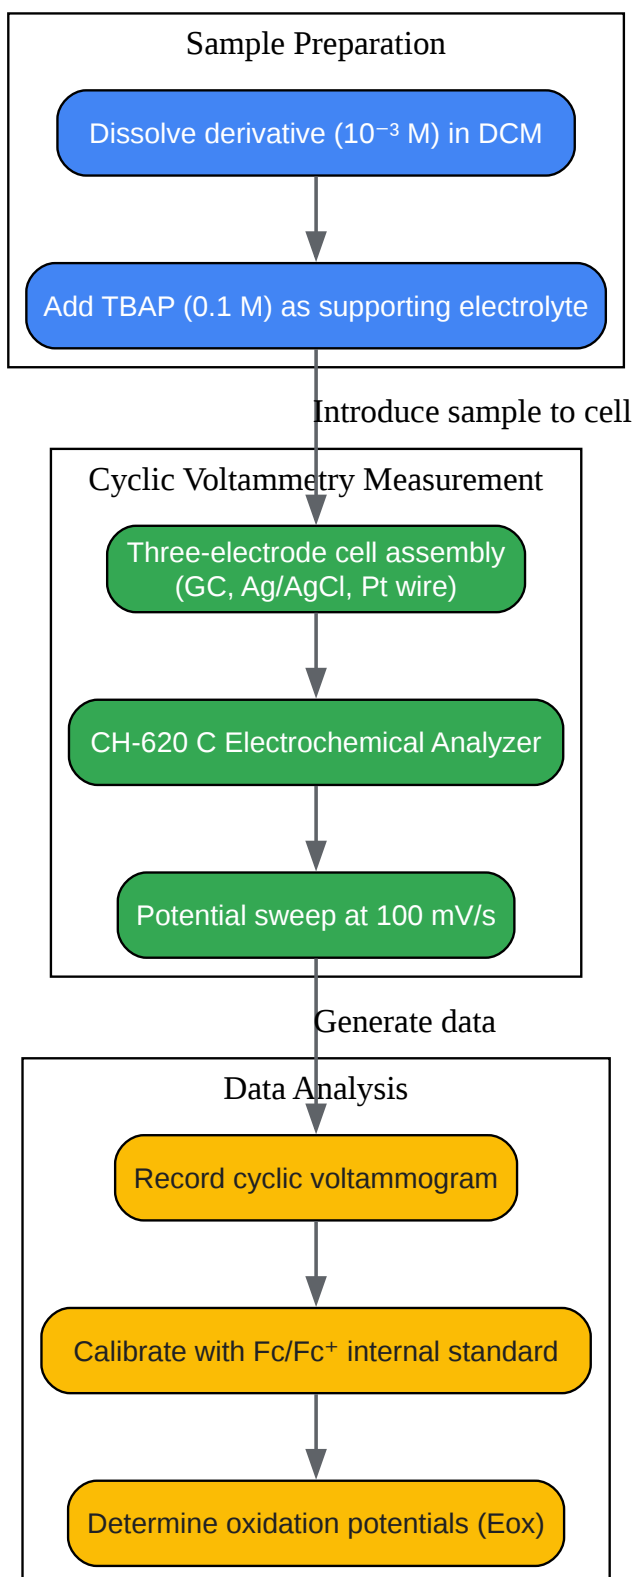 Sample Preparation
Dissolve derivative (10⁻³ M) in DCM
Add TBAP (0.1 M) as supporting electrolyte
Introduce sample to cell
Cyclic Voltammetry Measurement
Three-electrode cell assembly
(GC, Ag/AgCl, Pt wire)
CH-620 C Electrochemical Analyzer
Potential sweep at 100 mV/s
Generate data
Data Analysis
Record cyclic voltammogram
Calibrate with Fc/Fc⁺ internal standard
Determine oxidation potentials (Eox)